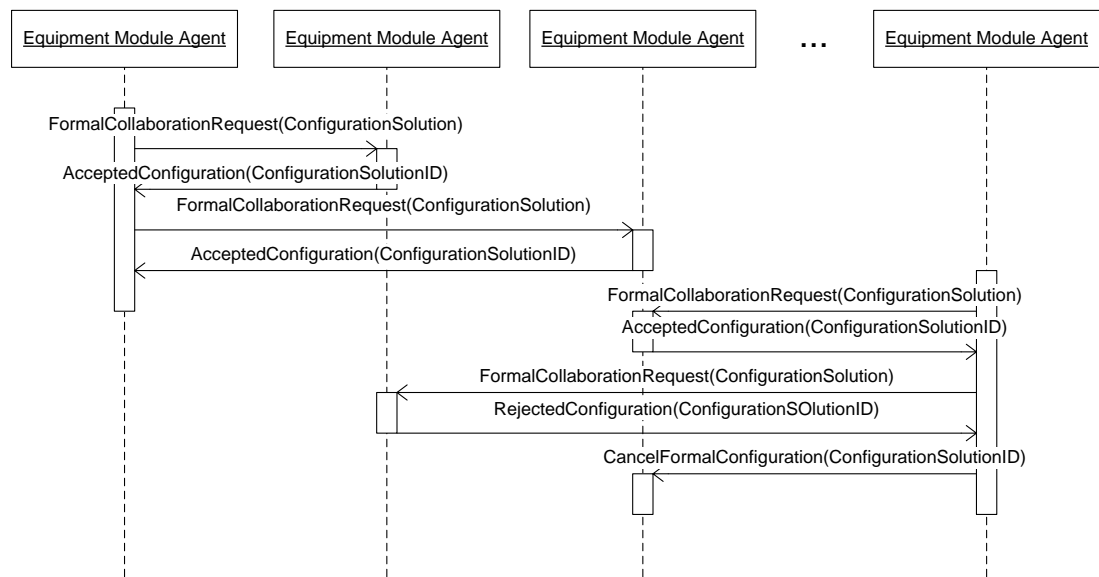 Equipment Module Agent
Equipment Module Agent
Equipment Module Agent
...
Equipment Module Agent
FormalCollaborationRequest(ConfigurationSolution)
AcceptedConfiguration(ConfigurationSolutionID)
FormalCollaborationRequest(ConfigurationSolution)
AcceptedConfiguration(ConfigurationSolutionID)
FormalCollaborationRequest(ConfigurationSolution)
AcceptedConfiguration(ConfigurationSolutionID)
FormalCollaborationRequest(ConfigurationSolution)
RejectedConfiguration(ConfigurationSOlutionID)
CancelFormalConfiguration(ConfigurationSolutionID)